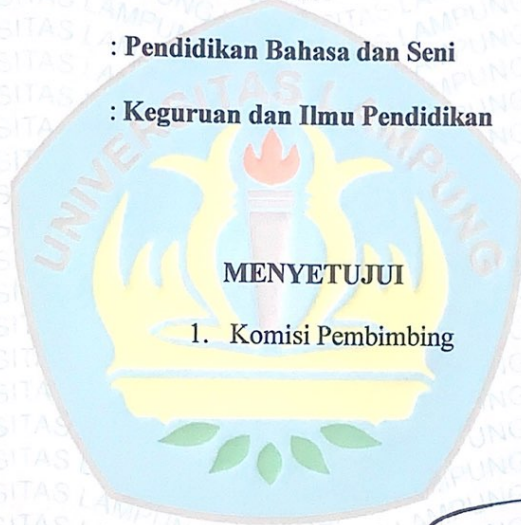 : Pendidikan Bahasa dan Seni
: Keguruan dan Ilmu Pendidikan
UNIVERSITAS LAMPUNG
MENYETUJUI
1. Komisi Pembimbing